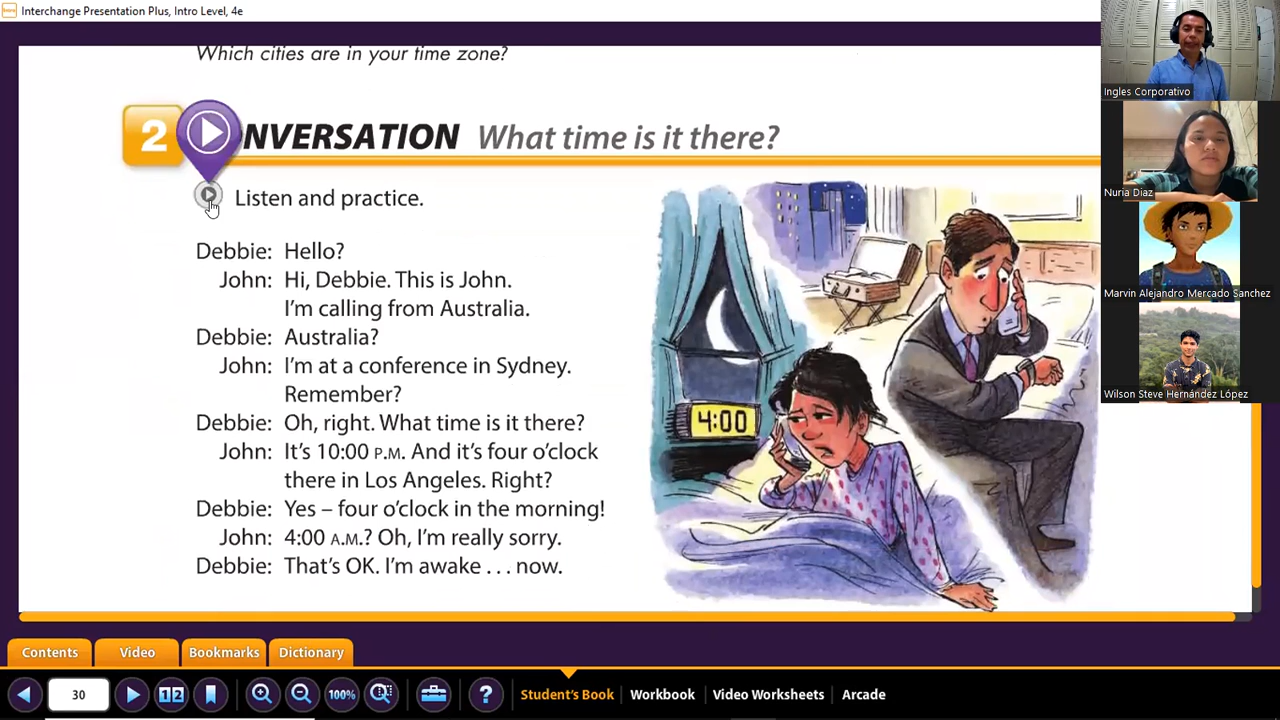 Interchange Presentation Plus, Intro Level, 4e
Which cities are in your time zone?
2 NVERSATION What time is it there?
Listen and practice.
Debbie: Hello?
John: Hi, Debbie. This is John.
I'm calling from Australia.
Debbie: Australia?
John: I'm at a conference in Sydney.
Remember?
Debbie: Oh, right. What time is it there?
John: It's 10:00 P.M. And it's four o'clock
there in Los Angeles. Right?
Debbie: Yes – four o'clock in the morning!
John: 4:00 A.M.? Oh, I'm really sorry.
Debbie: That's OK. I'm awake . . . now.
4:00
Ingles Corporativo
Nuria Diaz
Marvin Alejandro Mercado Sanchez
Wilson Steve Hernández López
Contents Video Bookmarks Dictionary
30 12 100% ? Student's Book Workbook Video Worksheets Arcade